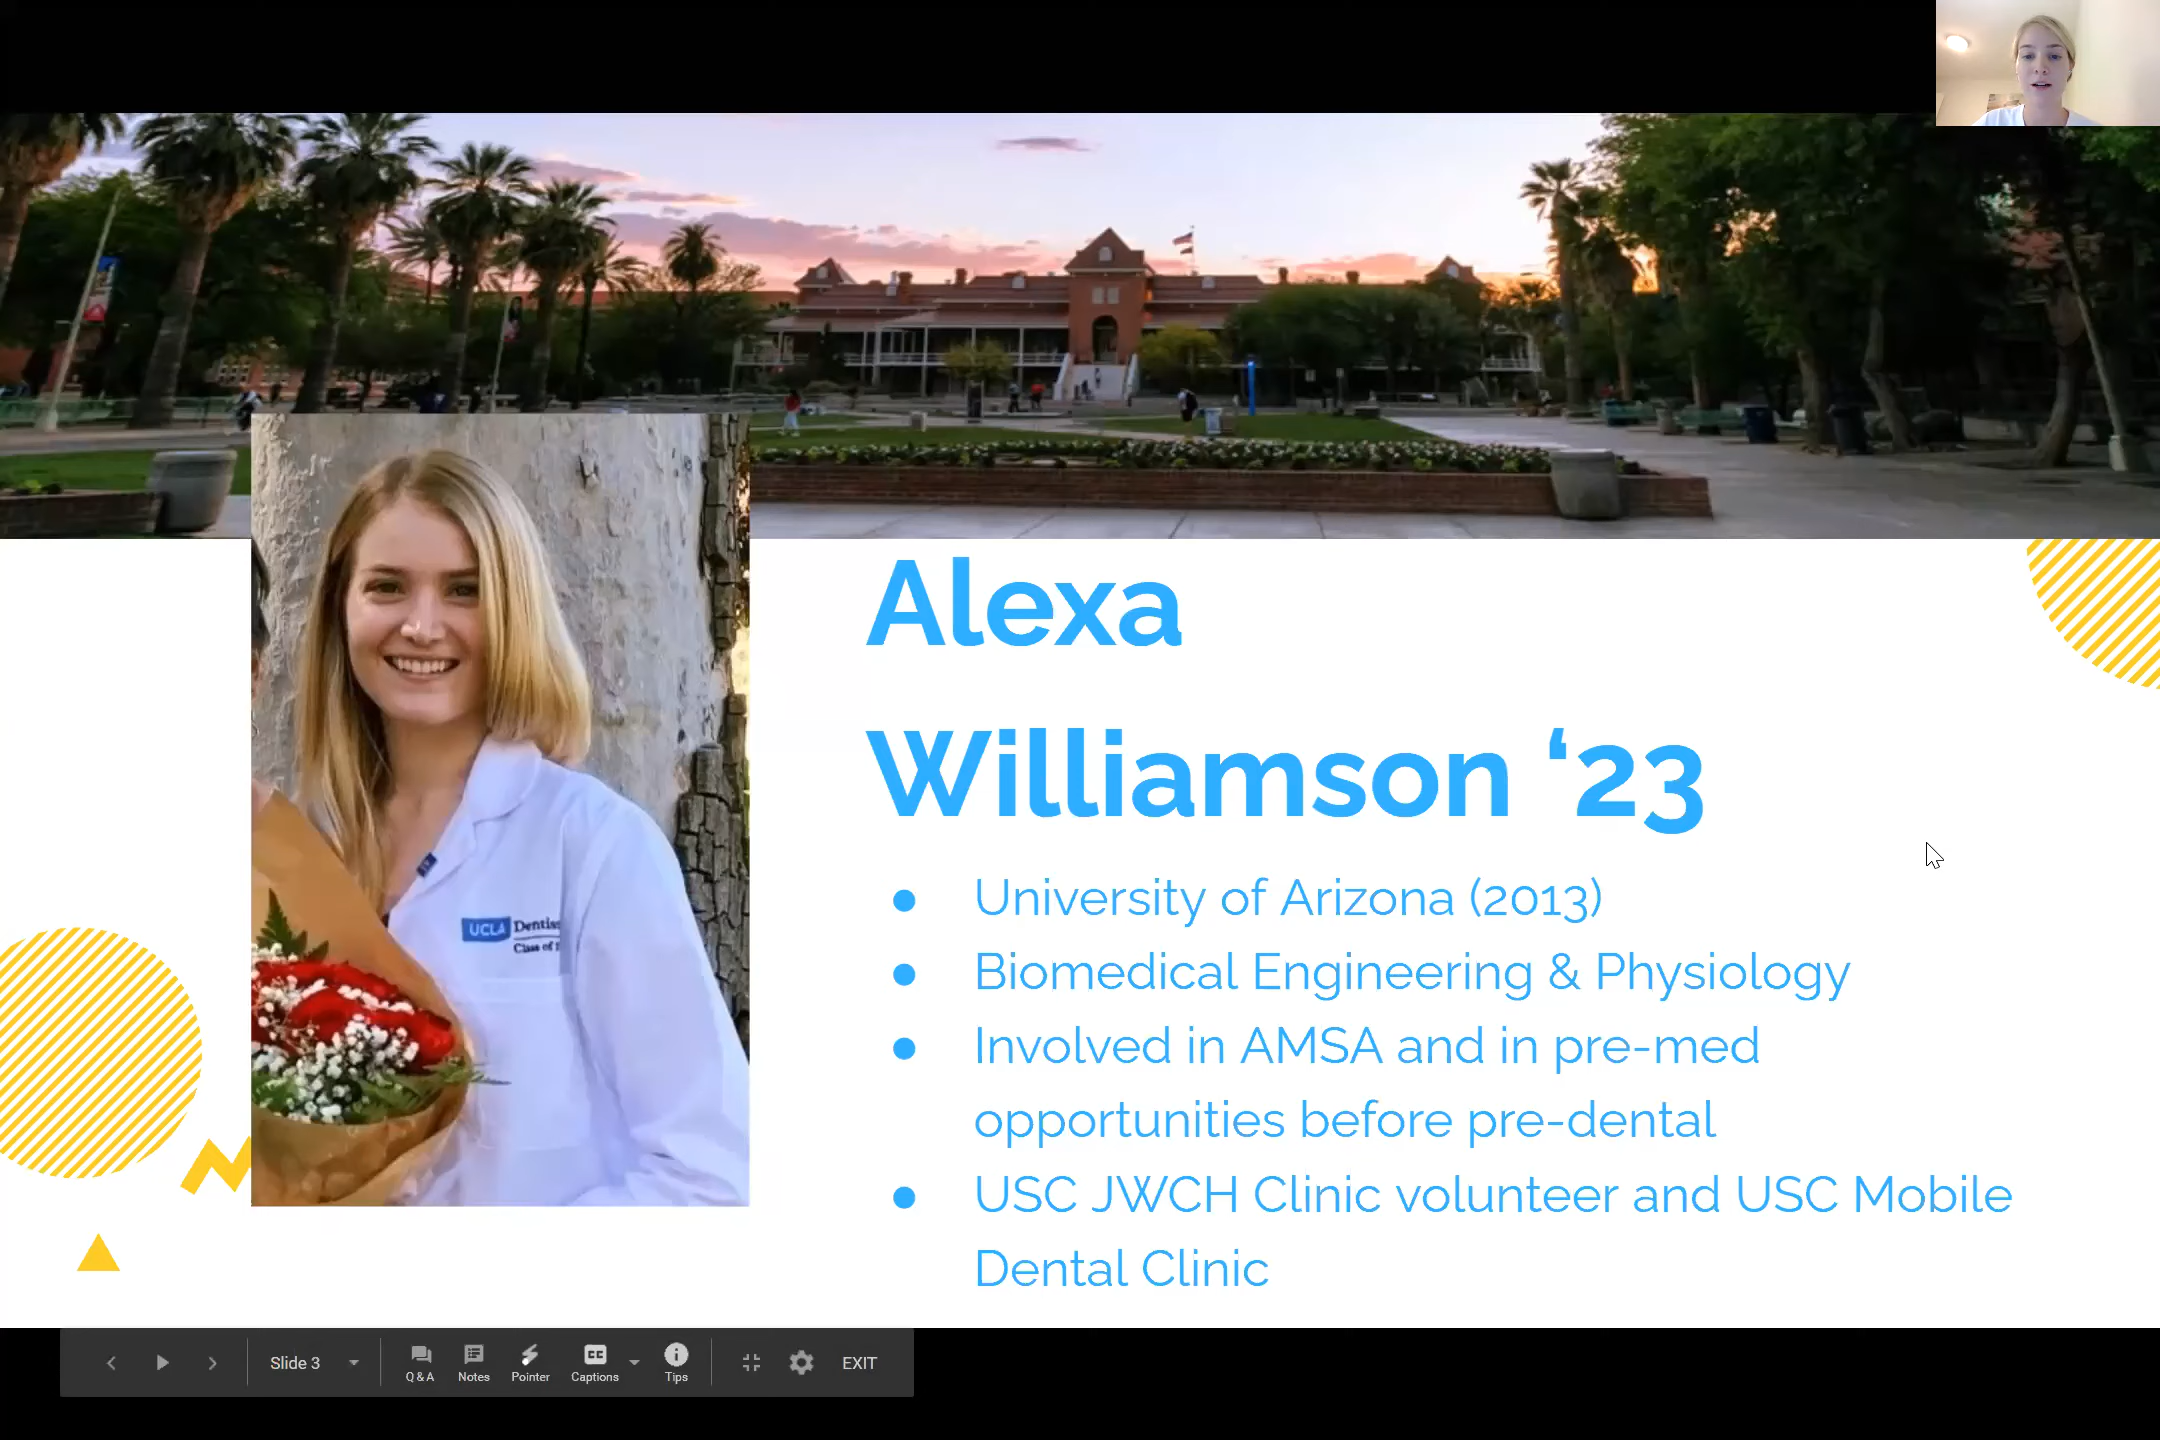 Alexa
Williamson ‘23
● University of Arizona (2013)
● Biomedical Engineering & Physiology
● Involved in AMSA and in pre-med
opportunities before pre-dental
● USC JWCH Clinic volunteer and USC Mobile
Dental Clinic
UCLA
Class of
Slide 3
Q & A
Notes
Pointer
Captions
Tips
EXIT